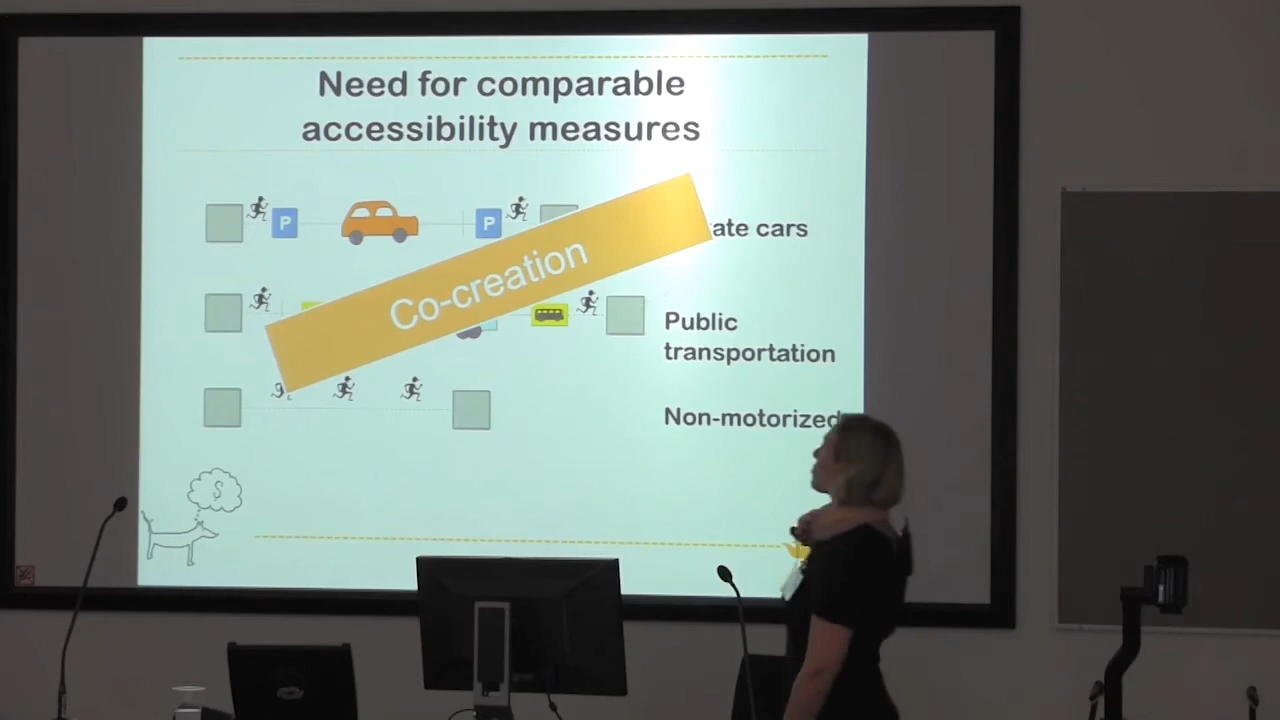 Need for comparable
accessibility measures
P
P
ate cars
Co-creation
Public
transportation
Non-motorized
S